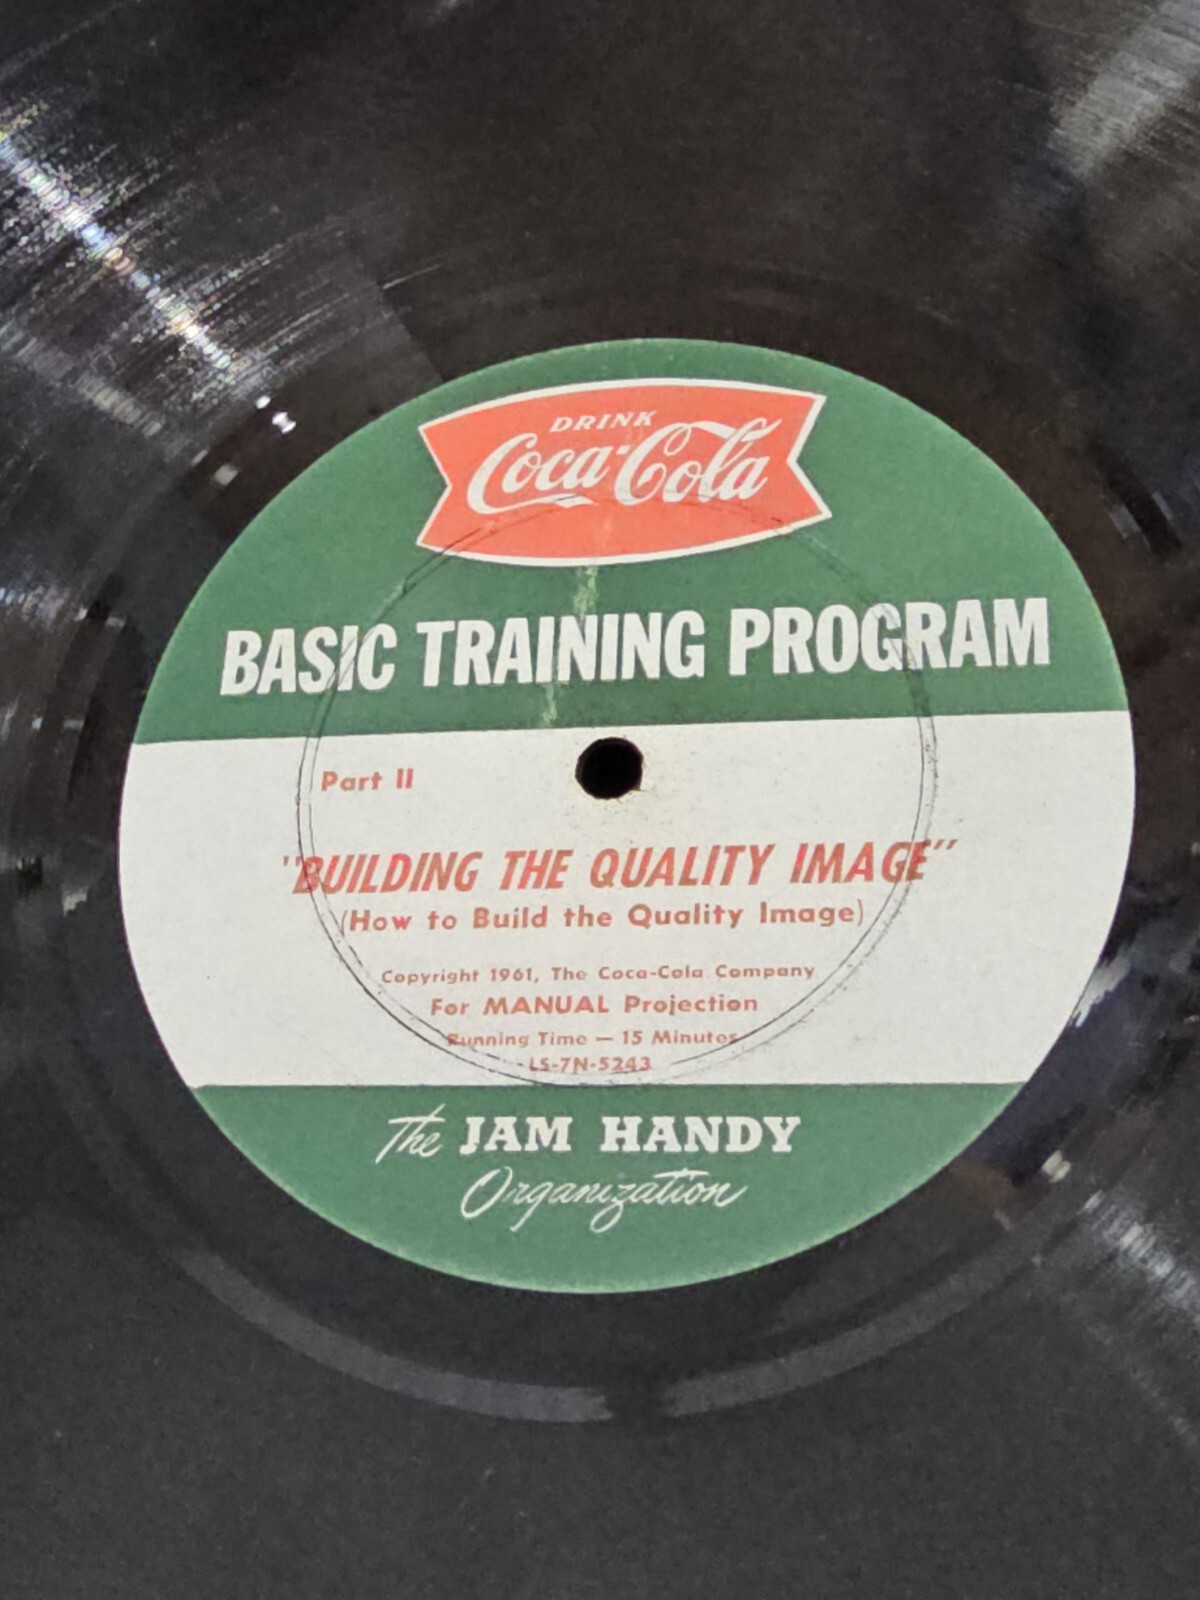 DRINK
Coca-Cola
BASIC TRAINING PROGRAM
Part II
"BUILDING THE QUALITY IMAGE"
(How to Build the Quality Image)
Copyright 1961, The Coca-Cola Company
For MANUAL Projection
Running Time — 15 Minutes
LS-7N-5243
The JAM HANDY
Organization